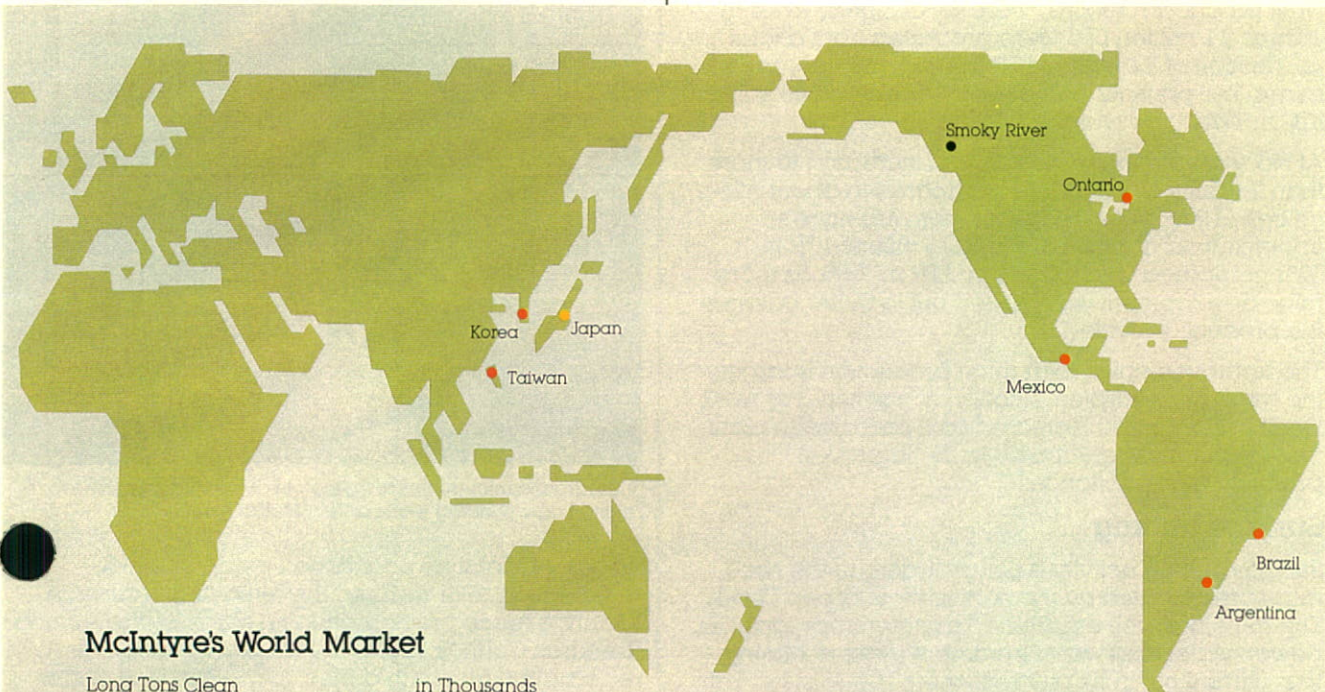 Smoky River
Ontario
Korea
Japan
Taiwan
Mexico
Brazil
Argentina
McIntyre's World Market
Long Tons Clean in Thousands